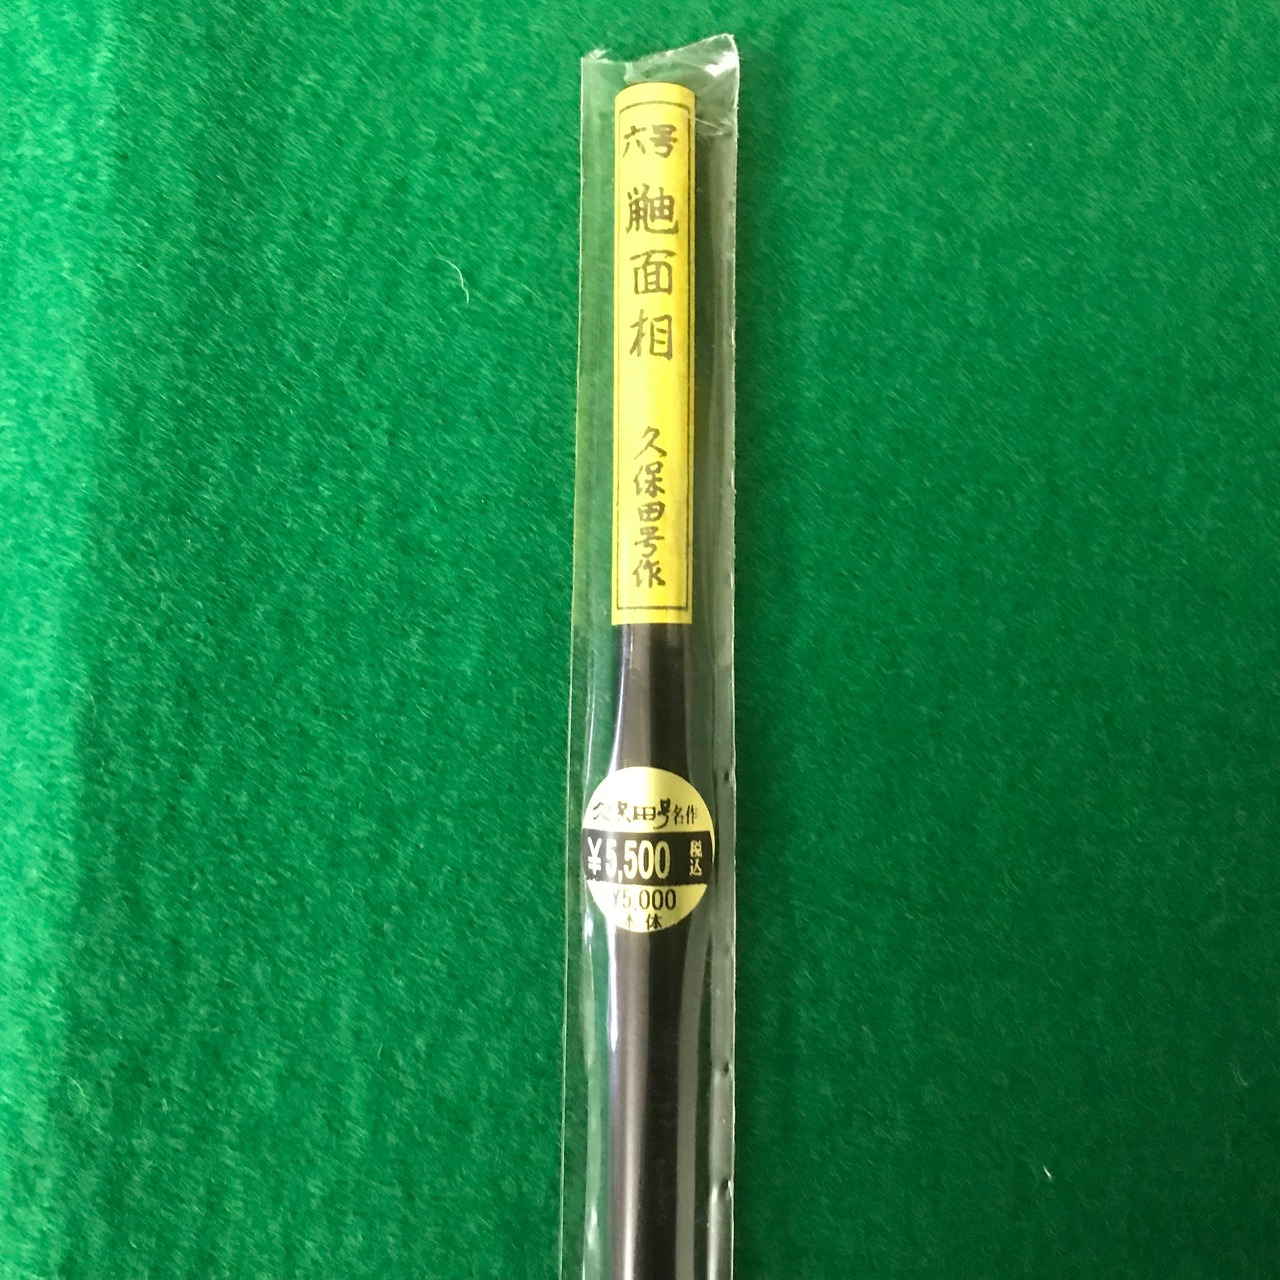 六号
鼬面相
久保田号作
久保田号名作
¥5,500 税込
¥5,000
本体